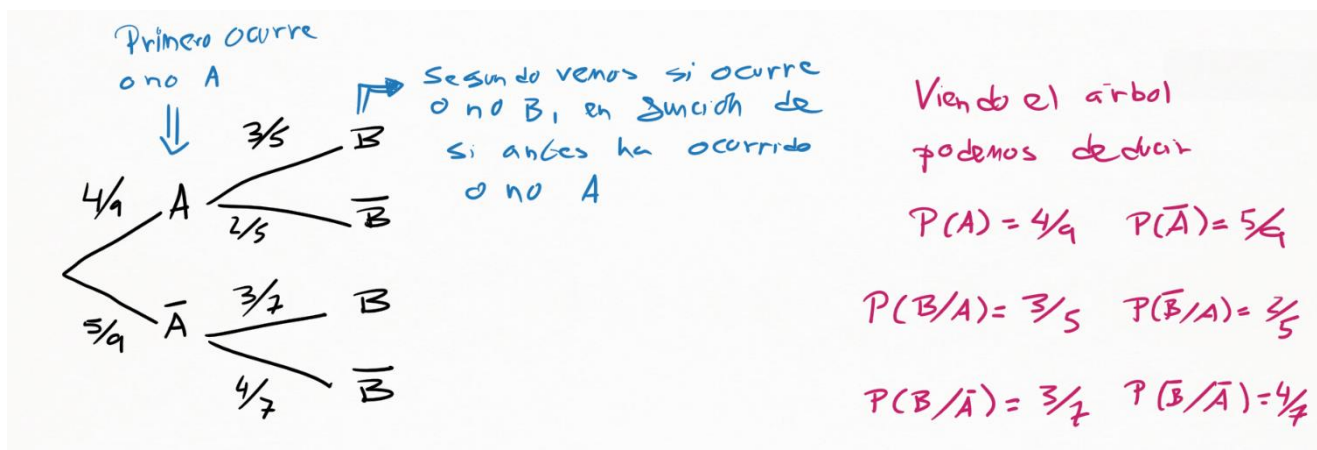 Primero ocurre
o no A
Segundo vemos si ocurre
o no B, en función de
si antes ha ocurrido
o no A
4/9 A 3/5 B
2/5 B̅
5/9 A̅ 3/7 B
4/7 B̅
Viendo el árbol
podemos deducir
P(A) = 4/9 P(A̅) = 5/9
P(B/A) = 3/5 P(B̅/A) = 2/5
P(B/A̅) = 3/7 P(B̅/A̅) = 4/7